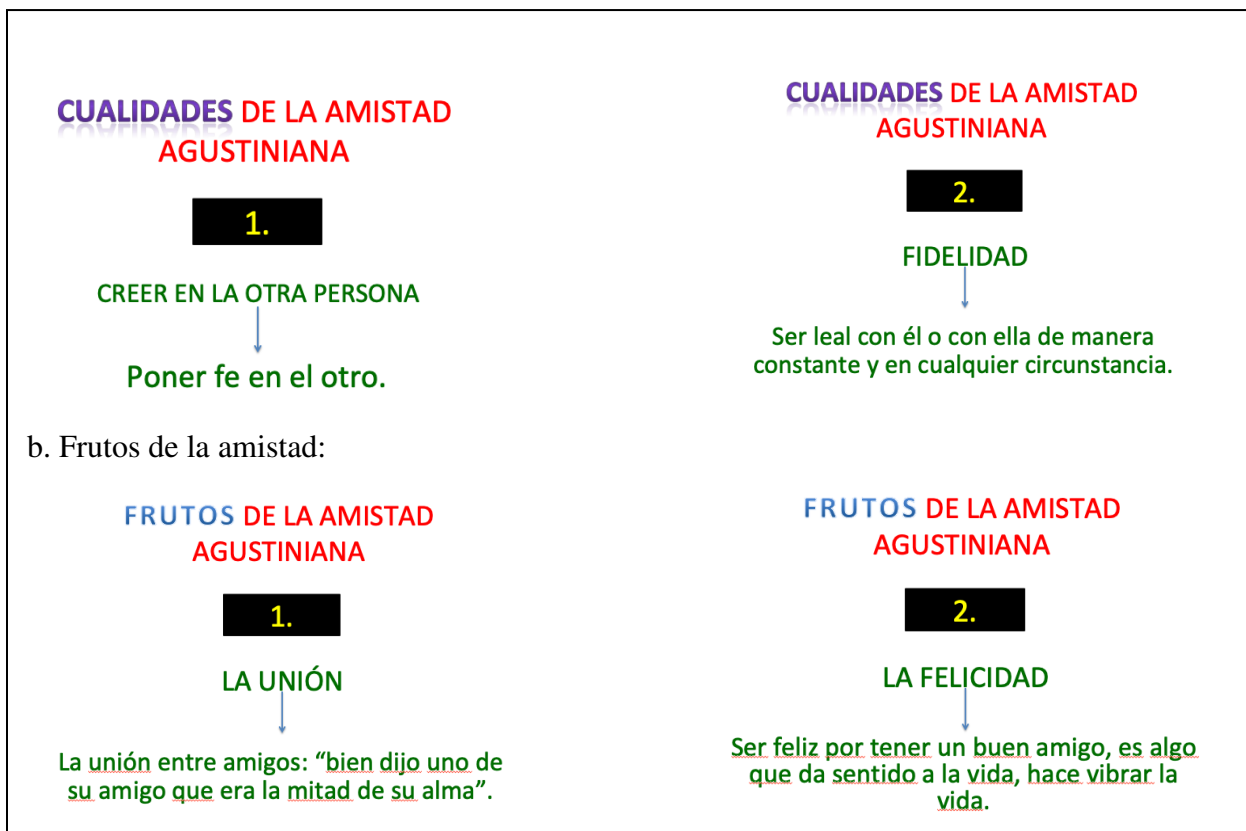 CUALIDADES DE LA AMISTAD
AGUSTINIANA
1.
CREER EN LA OTRA PERSONA
Poner fe en el otro.
CUALIDADES DE LA AMISTAD
AGUSTINIANA
2.
FIDELIDAD
Ser leal con él o con ella de manera
constante y en cualquier circunstancia.
b. Frutos de la amistad:
FRUTOS DE LA AMISTAD
AGUSTINIANA
1.
LA UNIÓN
La unión entre amigos: “bien dijo uno de
su amigo que era la mitad de su alma”.
FRUTOS DE LA AMISTAD
AGUSTINIANA
2.
LA FELICIDAD
Ser feliz por tener un buen amigo, es algo
que da sentido a la vida, hace vibrar la
vida.